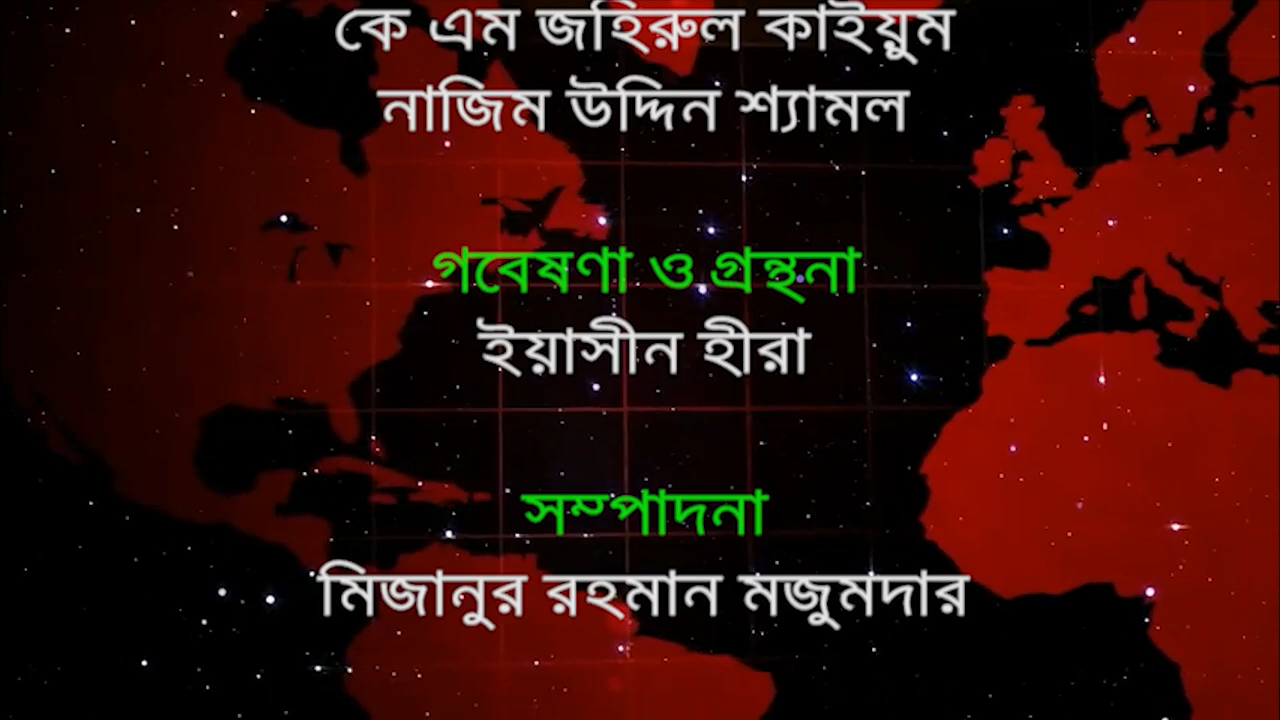 কে এম জহিরুল কাইয়ুম
নাজিম উদ্দিন শ্যামল
গবেষণা ও গ্রন্থনা
ইয়াসীন হীরা
সম্পাদনা
মিজানুর রহমান মজুমদার